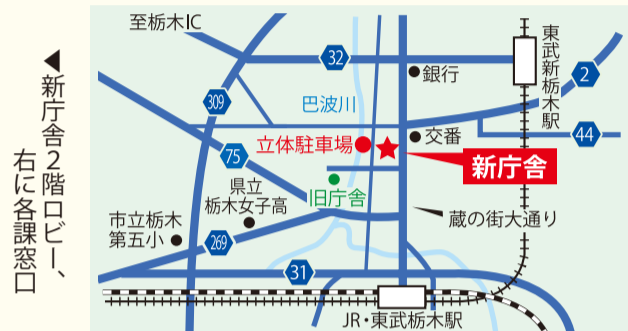 ◀新庁舎2階ロビー、
右に各課窓口
至栃木IC
32
東武新栃木駅
2
銀行
309
巴波川
44
立体駐車場
交番
75
新庁舎
県立
栃木女子高
旧庁舎
市立栃木
第五小
蔵の街大通り
269
31
JR・東武栃木駅